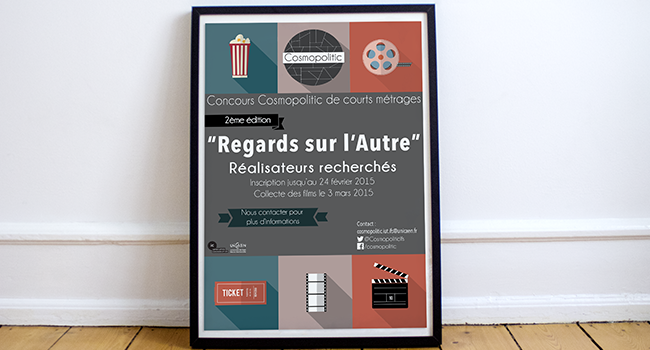 Cosmopolitic
Concours Cosmopolitic de courts métrages
2ème édition
"Regards sur l'Autre"
Réalisateurs recherchés
Inscription jusqu'au 24 février 2015
Collecte des films le 3 mars 2015
Nous contacter pour
plus d'informations
Contact :
cosmopolitic.iut.ifs@unicaen.fr
@Cosmopoliticifs
/cosmopolitic
TICKET